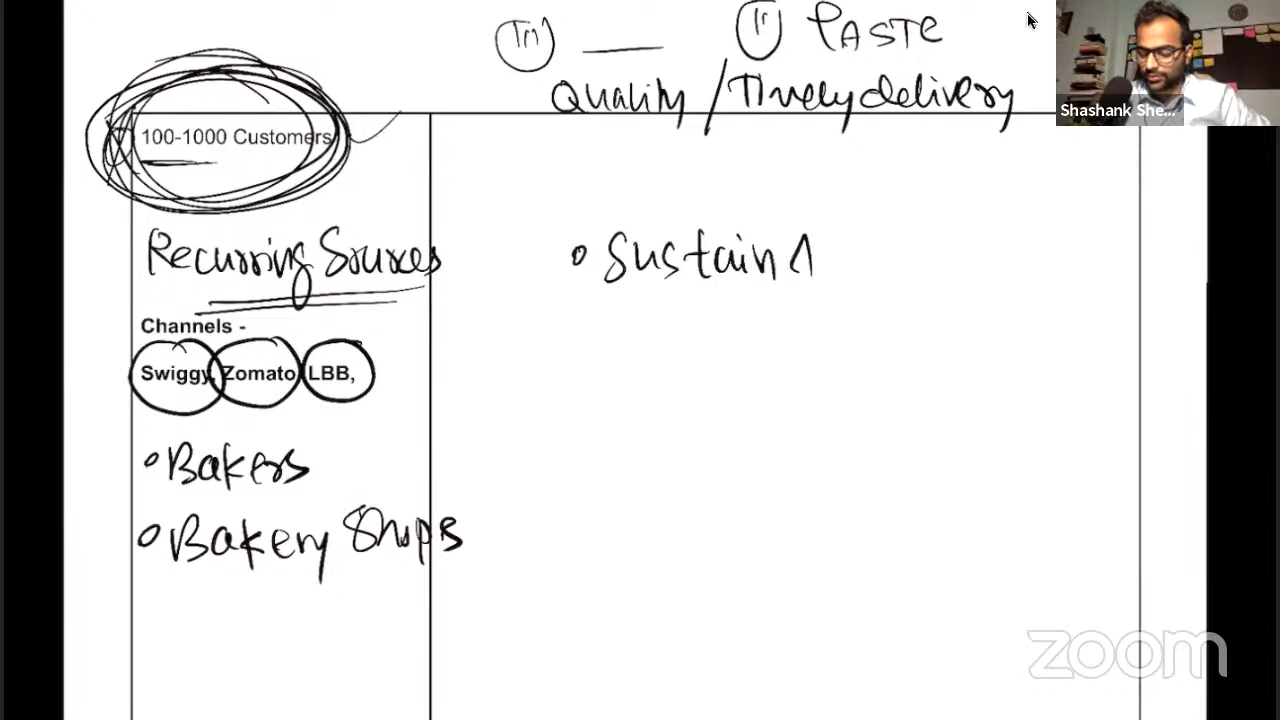 ① PASTE
Quality / Timely delivery
Shashank She...
100-1000 Customers
Recurring Sources
• Sustain
Channels -
Swiggy, Zomato, LBB,
• Bakers
• Bakery Shops
zoom